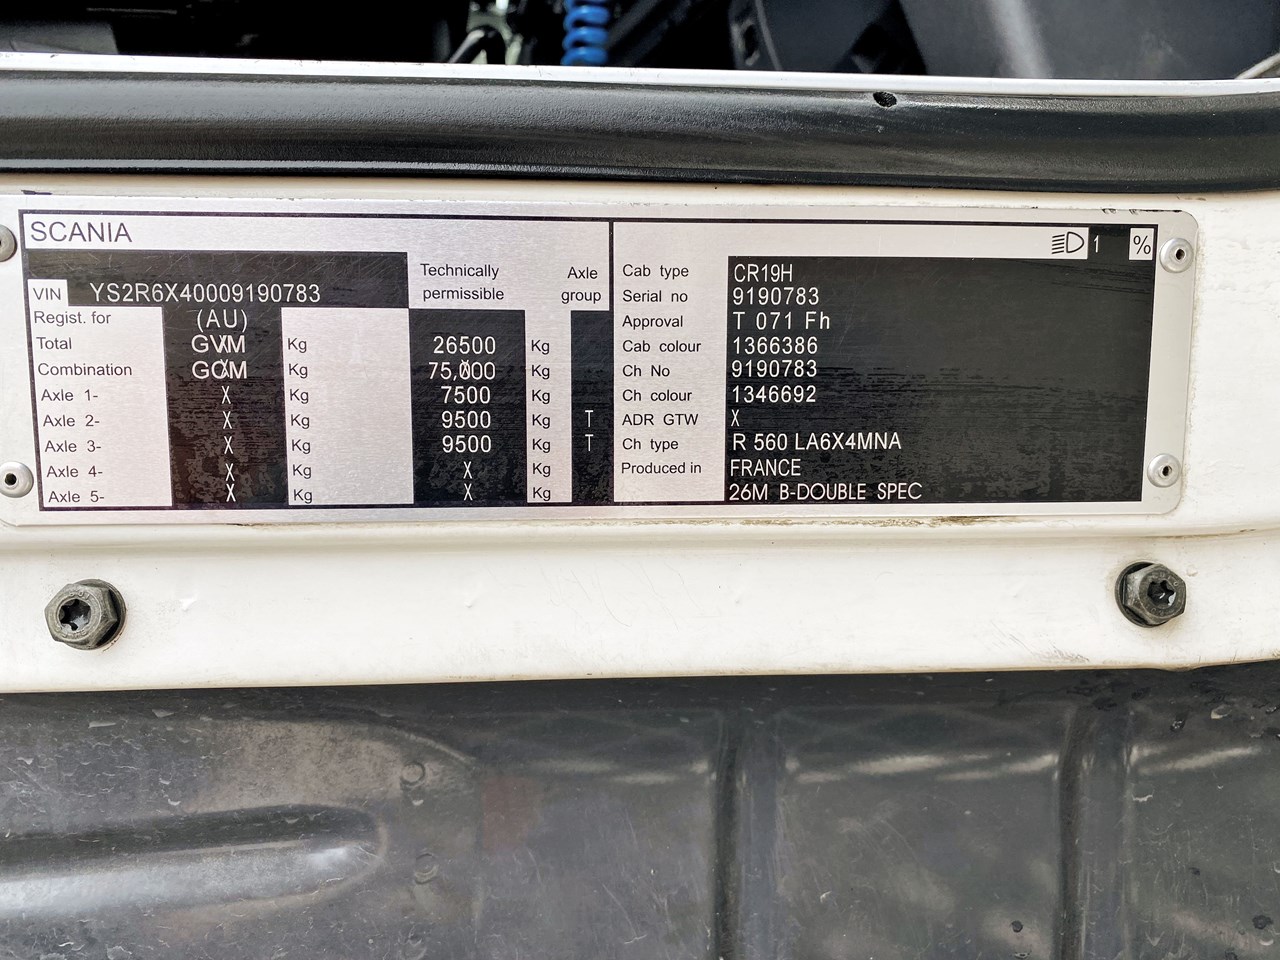 SCANIA
1 %
VIN YS2R6X40009190783
Technically permissible
Axle group
Regist. for (AU)
Total GVM Kg 26500 Kg
Combination GCM Kg 75,000 Kg
Axle 1- X Kg 7500 Kg
Axle 2- X Kg 9500 Kg T
Axle 3- X Kg 9500 Kg T
Axle 4- X Kg X Kg
Axle 5- X Kg X Kg
Cab type CR19H
Serial no 9190783
Approval T 071 Fh
Cab colour 1366386
Ch No 9190783
Ch colour 1346692
ADR GTW X
Ch type R 560 LA6X4MNA
Produced in FRANCE
26M B-DOUBLE SPEC